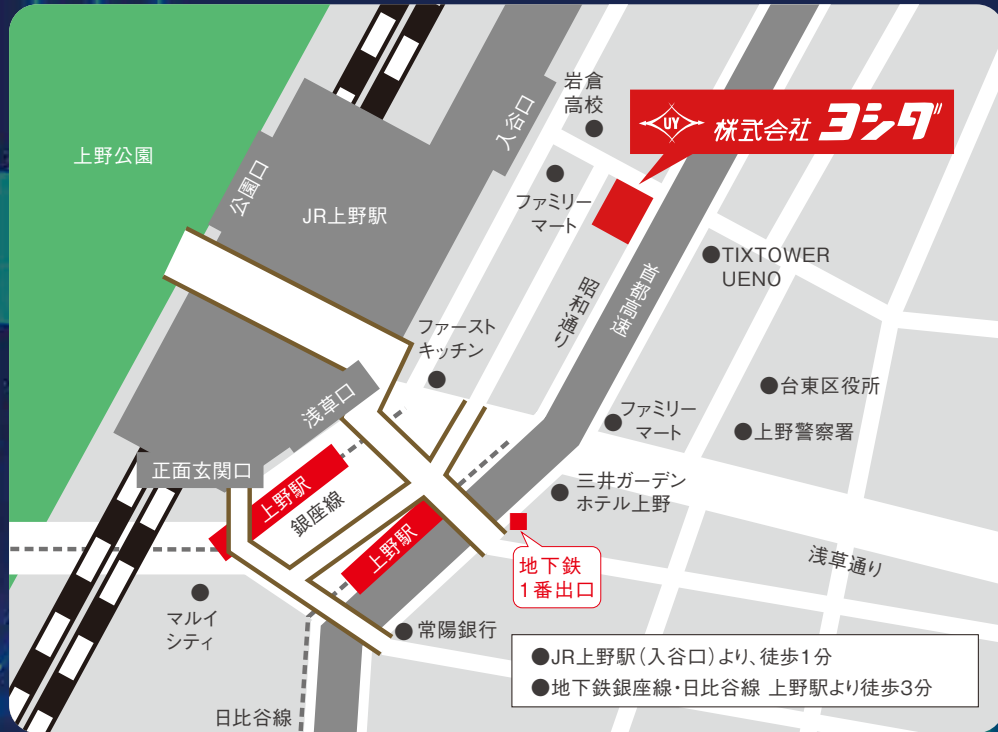 岩倉
高校
入谷口
UY 株式会社 ヨシダ
上野公園
公園口
JR上野駅
ファミリー
マート
TIXTOWER
UENO
首都高速
昭和通り
ファースト
キッチン
台東区役所
浅草口
ファミリー
マート
上野警察署
正面玄関口
上野駅
銀座線
三井ガーデン
ホテル上野
上野駅
浅草通り
地下鉄
1番出口
マルイ
シティ
常陽銀行
日比谷線
●JR上野駅(入谷口)より、徒歩1分
●地下鉄銀座線・日比谷線 上野駅より徒歩3分